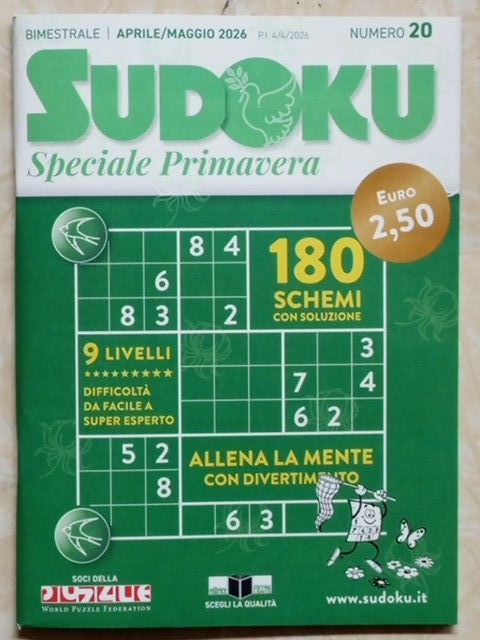 BIMESTRALE | APRILE/MAGGIO 2026 P.I. 4/4/2026 NUMERO 20
SUDOKU
Speciale Primavera
EURO
2,50
8 4
6
8 3 2
180
SCHEMI
CON SOLUZIONE
9 LIVELLI
★★★★★★★★★
DIFFICOLTÀ
DA FACILE A
SUPER ESPERTO
3
7 4
6 2
5 2
8
6 3
ALLENA LA MENTE
CON DIVERTIMENTO
SOCI DELLA
PUZZLE
WORLD PUZZLE FEDERATION
SCEGLI LA QUALITÀ
www.sudoku.it